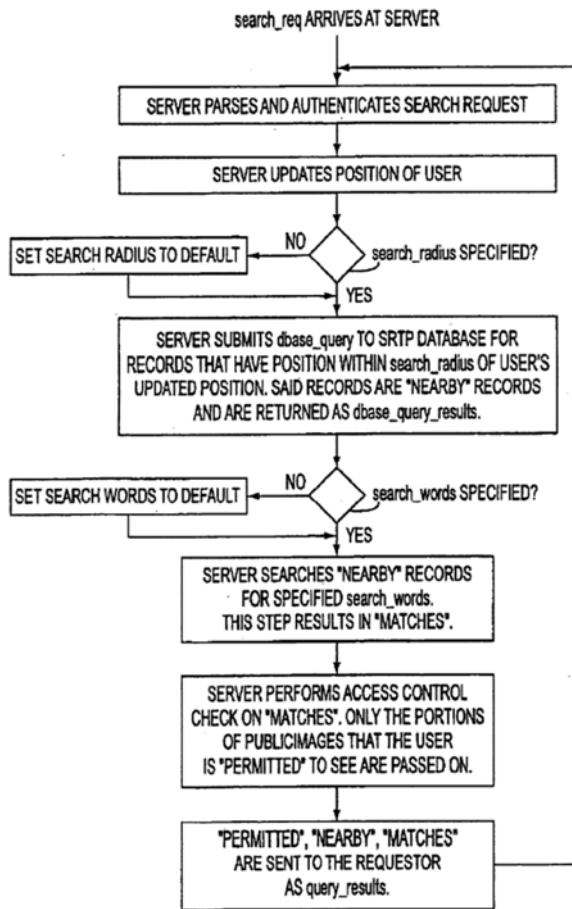 search_req ARRIVES AT SERVER
SERVER PARSES AND AUTHENTICATES SEARCH REQUEST
SERVER UPDATES POSITION OF USER
NO
SET SEARCH RADIUS TO DEFAULT
search_radius SPECIFIED?
YES
SERVER SUBMITS dbase_query TO SRTP DATABASE FOR
RECORDS THAT HAVE POSITION WITHIN search_radius OF USER'S
UPDATED POSITION. SAID RECORDS ARE "NEARBY" RECORDS
AND ARE RETURNED AS dbase_query_results.
NO
SET SEARCH WORDS TO DEFAULT
search_words SPECIFIED?
YES
SERVER SEARCHES "NEARBY" RECORDS
FOR SPECIFIED search_words.
THIS STEP RESULTS IN "MATCHES".
SERVER PERFORMS ACCESS CONTROL
CHECK ON "MATCHES". ONLY THE PORTIONS
OF PUBLICIMAGES THAT THE USER
IS "PERMITTED" TO SEE ARE PASSED ON.
"PERMITTED", "NEARBY", "MATCHES"
ARE SENT TO THE REQUESTOR
AS query_results.